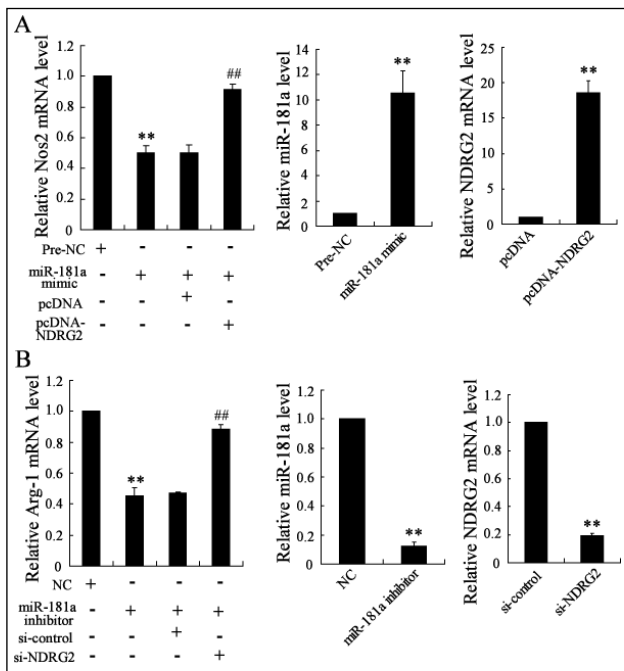 A
Relative Nos2 mRNA level
1.2
1.0
0.8
0.6
0.4
0.2
0
**
##
Pre-NC + - - -
miR-181a
mimic - + + +
pcDNA - - + -
pcDNA-
NDRG2 - - - +
Relative miR-181a level
14
12
10
8
6
4
2
0
**
Pre-NC
miR-181a mimic
Relative NDRG2 mRNA level
25
20
15
10
5
0
**
pcDNA
pcDNA-NDRG2
B
Relative Arg-1 mRNA level
1.2
1
0.8
0.6
0.4
0.2
0
**
##
NC + - - -
miR-181a
inhibitor - + + +
si-control - - + -
si-NDRG2 - - - +
Relative miR-181a level
1.2
1.0
0.8
0.6
0.4
0.2
0
**
NC
miR-181a inhibitor
Relative NDRG2 mRNA level
1.2
1.0
0.8
0.6
0.4
0.2
0
**
si-control
si-NDRG2